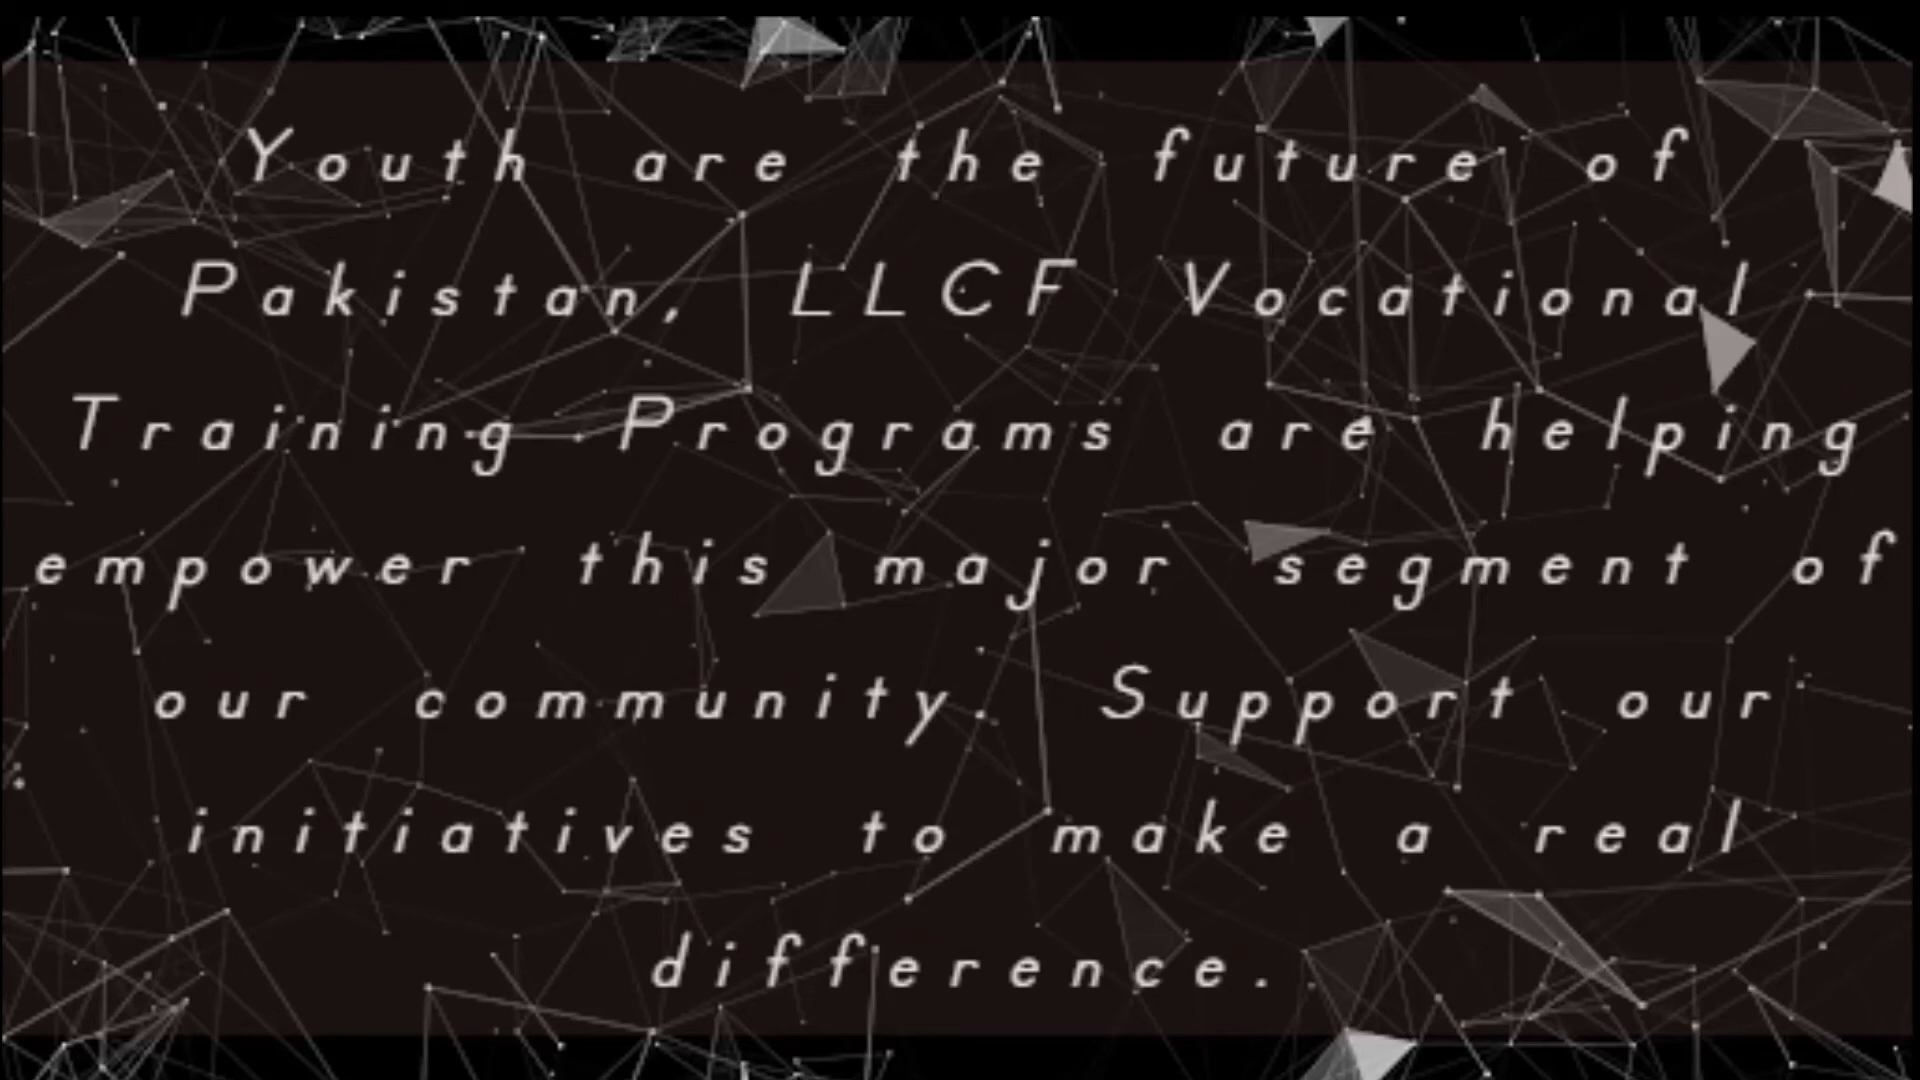 Youth are the future of
Pakistan, LLCF Vocational
Training Programs are helping
empower this major segment of
our community. Support our
initiatives to make a real
difference.